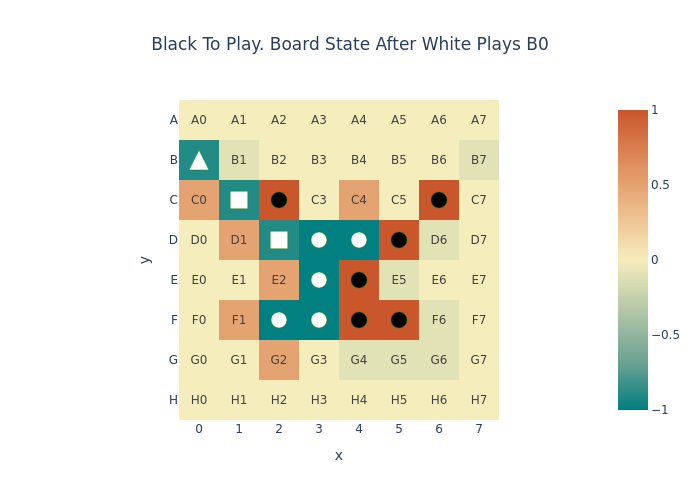 Black To Play. Board State After White Plays B0
A A0 A1 A2 A3 A4 A5 A6 A7
B B1 B2 B3 B4 B5 B6 B7
C C0 C3 C4 C5 C7
D D0 D1 D6 D7
E E0 E1 E2 E5 E6 E7
F F0 F1 F6 F7
G G0 G1 G2 G3 G4 G5 G6 G7
H H0 H1 H2 H3 H4 H5 H6 H7
0 1 2 3 4 5 6 7
x
y
1
0.5
0
−0.5
−1